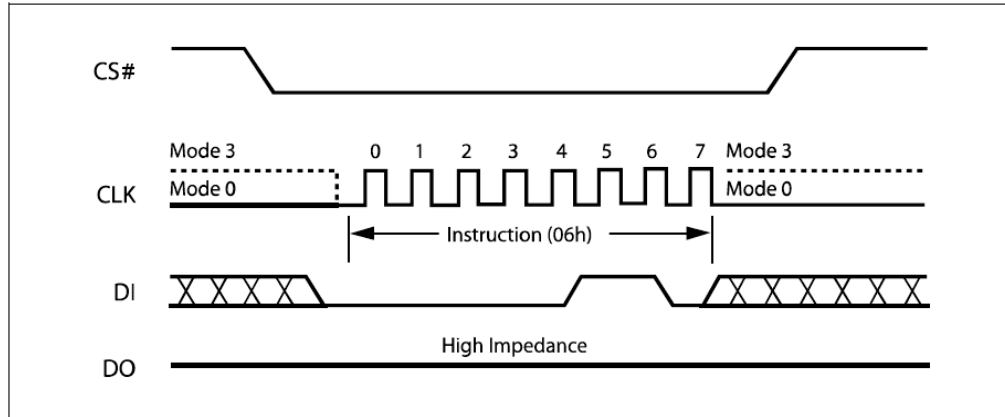 CS#
Mode 3
0 1 2 3 4 5 6 7
Mode 3
CLK
Mode 0
Mode 0
Instruction (06h)
DI
High Impedance
DO